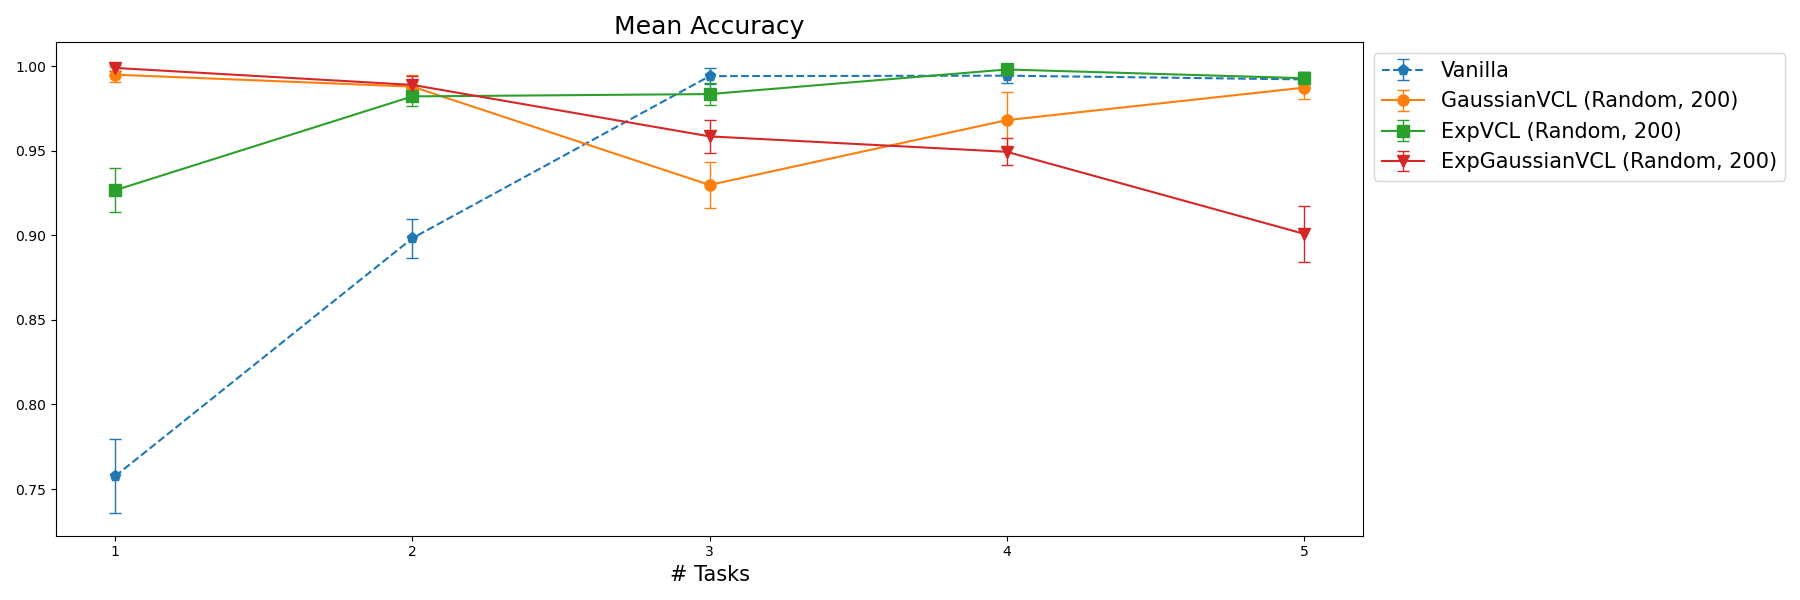 Mean Accuracy
1.00
0.95
0.90
0.85
0.80
0.75
1 2 3 4 5
# Tasks
Vanilla
GaussianVCL (Random, 200)
ExpVCL (Random, 200)
ExpGaussianVCL (Random, 200)